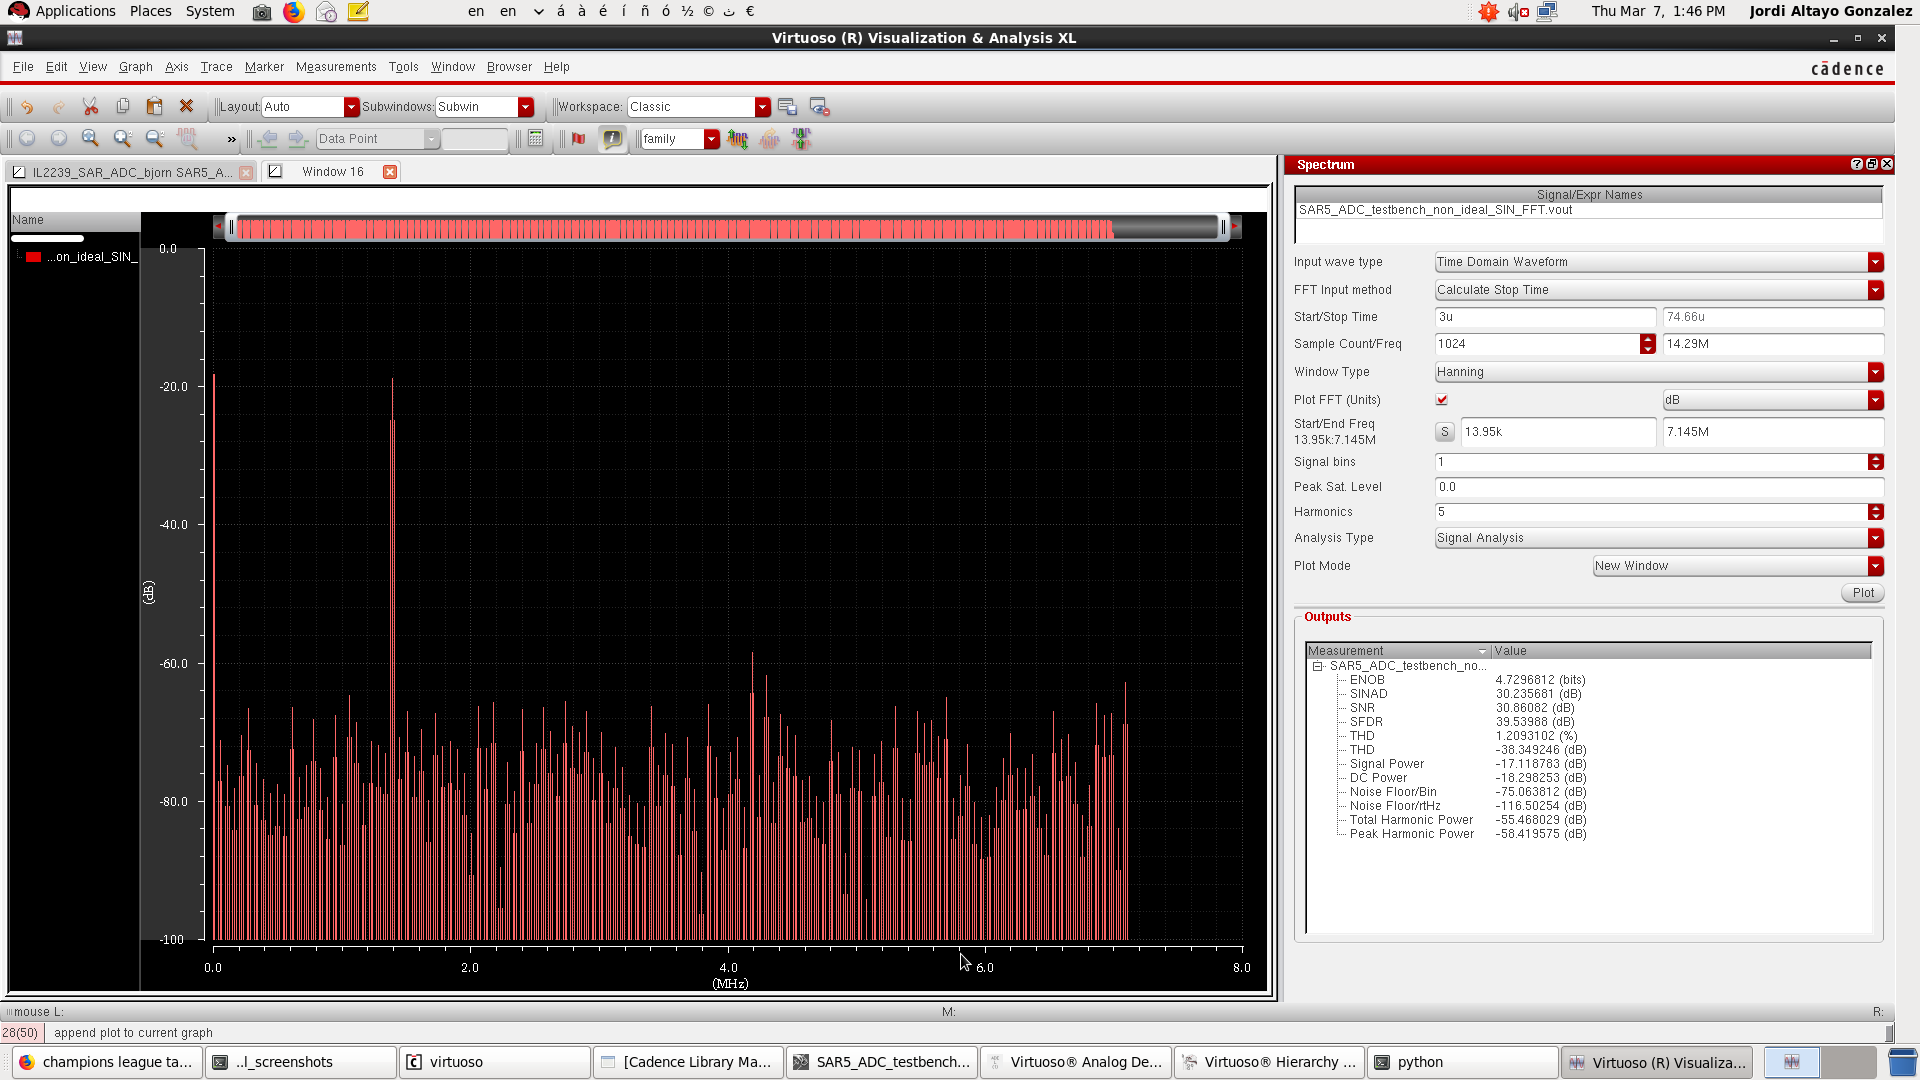 Applications Places System en en á à é í ñ ó ½ © ث € Thu Mar 7, 1:46 PM Jordi Altayo Gonzalez
Virtuoso (R) Visualization & Analysis XL
File Edit View Graph Axis Trace Marker Measurements Tools Window Browser Help cādence
Layout: Auto Subwindows: Subwin Workspace: Classic
» Data Point family
IL2239_SAR_ADC_bjorn SAR5_A... Window 16
Spectrum
Name
...on_ideal_SIN_
0.0
-20.0
-40.0
-60.0
-80.0
-100
(dB)
0.0 2.0 4.0 6.0 8.0
(MHz)
Signal/Expr Names
SAR5_ADC_testbench_non_ideal_SIN_FFT.vout
Input wave type Time Domain Waveform
FFT Input method Calculate Stop Time
Start/Stop Time 3u 74.66u
Sample Count/Freq 1024 14.29M
Window Type Hanning
Plot FFT (Units) dB
Start/End Freq
13.95k:7.145M S 13.95k 7.145M
Signal bins 1
Peak Sat. Level 0.0
Harmonics 5
Analysis Type Signal Analysis
Plot Mode New Window
Plot
Outputs
Measurement Value
SAR5_ADC_testbench_no...
ENOB 4.7296812 (bits)
SINAD 30.235681 (dB)
SNR 30.86082 (dB)
SFDR 39.53988 (dB)
THD 1.2093102 (%)
THD -38.349246 (dB)
Signal Power -17.118783 (dB)
DC Power -18.298253 (dB)
Noise Floor/Bin -75.063812 (dB)
Noise Floor/rtHz -116.50254 (dB)
Total Harmonic Power -55.468029 (dB)
Peak Harmonic Power -58.419575 (dB)
mouse L: M: R:
28(50) append plot to current graph
champions league ta... ..l_screenshots virtuoso [Cadence Library Ma... SAR5_ADC_testbench... Virtuoso® Analog De... Virtuoso® Hierarchy ... python Virtuoso (R) Visualiza...